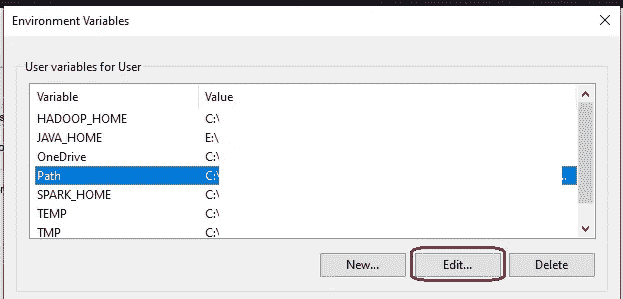 Environment Variables
User variables for User
Variable Value
HADOOP_HOME C:\
JAVA_HOME E:\
OneDrive C:\
Path C:\ ..
SPARK_HOME C:\
TEMP C:\
TMP C:\
New... Edit... Delete